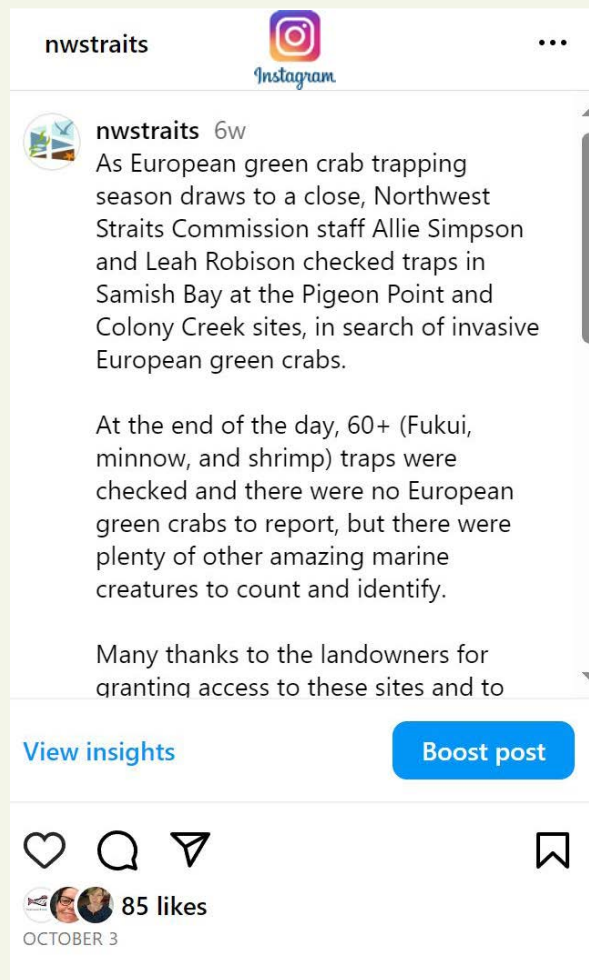 nwstraits
Instagram
nwstraits 6w
As European green crab trapping
season draws to a close, Northwest
Straits Commission staff Allie Simpson
and Leah Robison checked traps in
Samish Bay at the Pigeon Point and
Colony Creek sites, in search of invasive
European green crabs.
At the end of the day, 60+ (Fukui,
minnow, and shrimp) traps were
checked and there were no European
green crabs to report, but there were
plenty of other amazing marine
creatures to count and identify.
Many thanks to the landowners for
granting access to these sites and to
View insights
Boost post
85 likes
OCTOBER 3